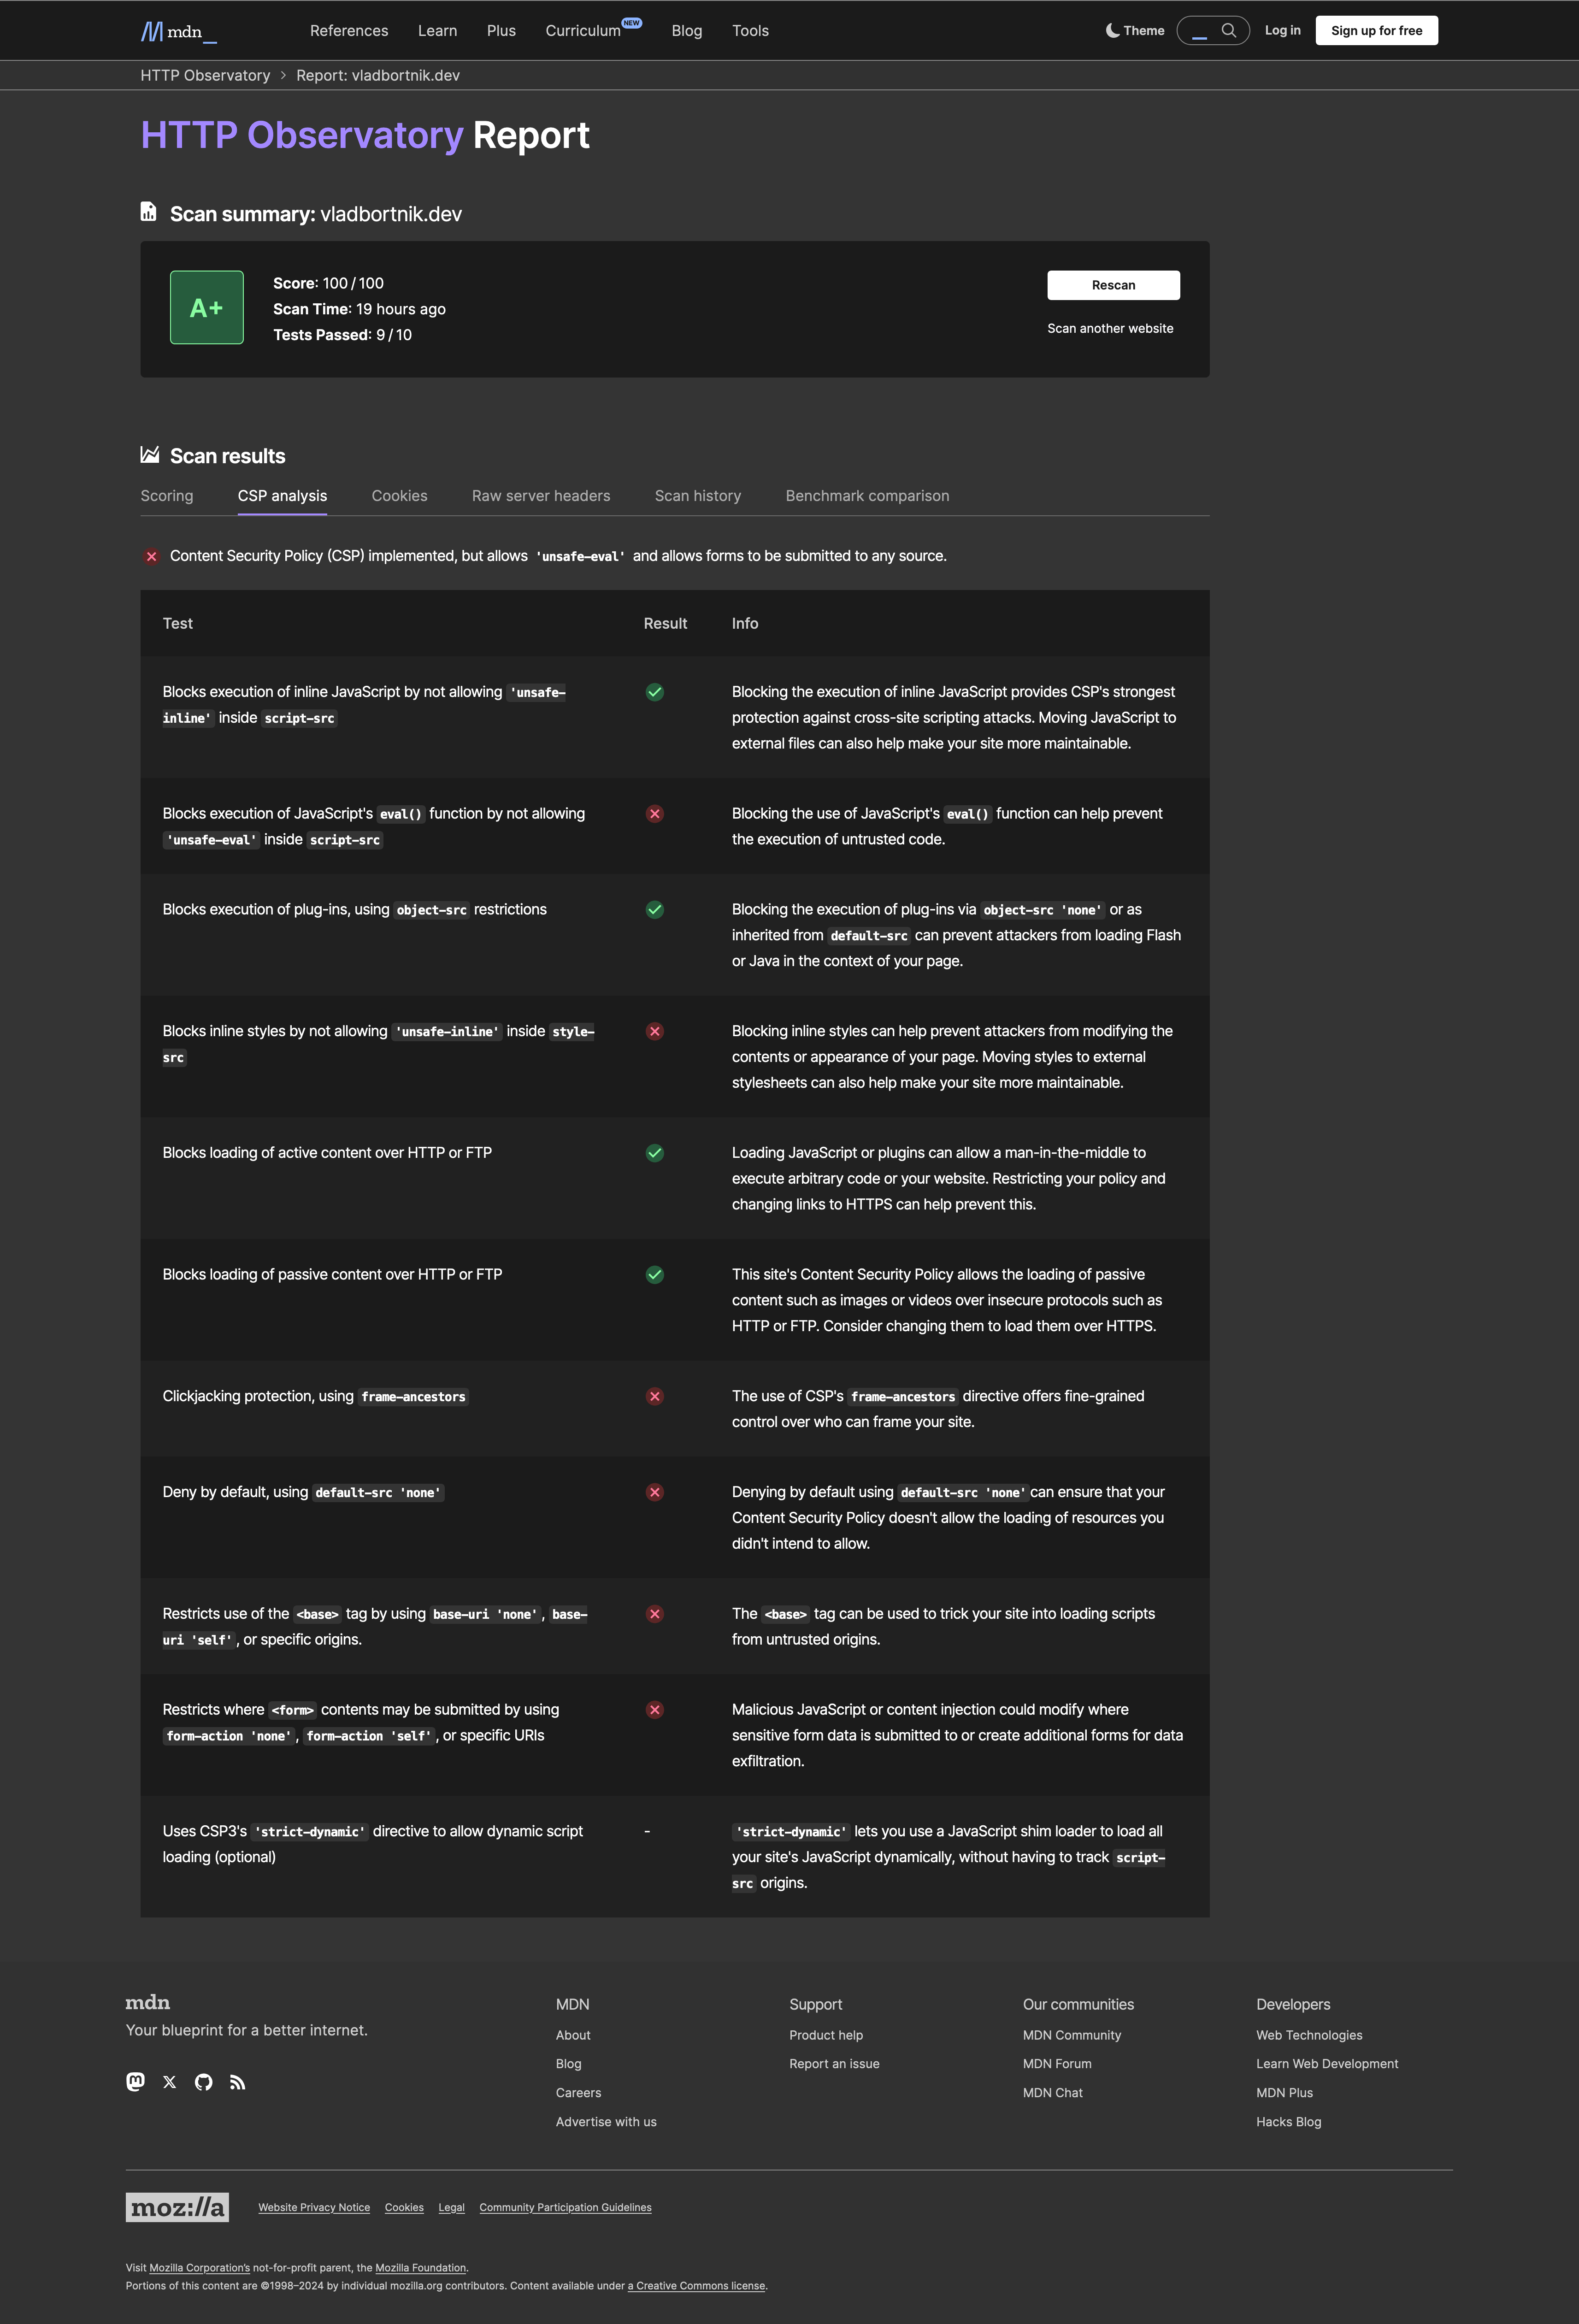 mdn_
References Learn Plus Curriculum NEW Blog Tools
Theme Log in Sign up for free
HTTP Observatory Report: vladbortnik.dev
HTTP Observatory Report
Scan summary: vladbortnik.dev
A+
Score: 100 / 100
Scan Time: 19 hours ago
Tests Passed: 9 / 10
Rescan
Scan another website
Scan results
Scoring CSP analysis Cookies Raw server headers Scan history Benchmark comparison
Content Security Policy (CSP) implemented, but allows 'unsafe-eval' and allows forms to be submitted to any source.
Test Result Info
Blocks execution of inline JavaScript by not allowing 'unsafe-
inline' inside script-src
Blocking the execution of inline JavaScript provides CSP's strongest
protection against cross-site scripting attacks. Moving JavaScript to
external files can also help make your site more maintainable.
Blocks execution of JavaScript's eval() function by not allowing
'unsafe-eval' inside script-src
Blocking the use of JavaScript's eval() function can help prevent
the execution of untrusted code.
Blocks execution of plug-ins, using object-src restrictions
Blocking the execution of plug-ins via object-src 'none' or as
inherited from default-src can prevent attackers from loading Flash
or Java in the context of your page.
Blocks inline styles by not allowing 'unsafe-inline' inside style-
src
Blocking inline styles can help prevent attackers from modifying the
contents or appearance of your page. Moving styles to external
stylesheets can also help make your site more maintainable.
Blocks loading of active content over HTTP or FTP
Loading JavaScript or plugins can allow a man-in-the-middle to
execute arbitrary code or your website. Restricting your policy and
changing links to HTTPS can help prevent this.
Blocks loading of passive content over HTTP or FTP
This site's Content Security Policy allows the loading of passive
content such as images or videos over insecure protocols such as
HTTP or FTP. Consider changing them to load them over HTTPS.
Clickjacking protection, using frame-ancestors
The use of CSP's frame-ancestors directive offers fine-grained
control over who can frame your site.
Deny by default, using default-src 'none'
Denying by default using default-src 'none' can ensure that your
Content Security Policy doesn't allow the loading of resources you
didn't intend to allow.
Restricts use of the <base> tag by using base-uri 'none', base-
uri 'self', or specific origins.
The <base> tag can be used to trick your site into loading scripts
from untrusted origins.
Restricts where <form> contents may be submitted by using
form-action 'none', form-action 'self', or specific URIs
Malicious JavaScript or content injection could modify where
sensitive form data is submitted to or create additional forms for data
exfiltration.
Uses CSP3's 'strict-dynamic' directive to allow dynamic script
loading (optional)
-
'strict-dynamic' lets you use a JavaScript shim loader to load all
your site's JavaScript dynamically, without having to track script-
src origins.
mdn
Your blueprint for a better internet.
MDN
About
Blog
Careers
Advertise with us
Support
Product help
Report an issue
Our communities
MDN Community
MDN Forum
MDN Chat
Developers
Web Technologies
Learn Web Development
MDN Plus
Hacks Blog
moz://a
Website Privacy Notice Cookies Legal Community Participation Guidelines
Visit Mozilla Corporation's not-for-profit parent, the Mozilla Foundation.
Portions of this content are ©1998–2024 by individual mozilla.org contributors. Content available under a Creative Commons license.